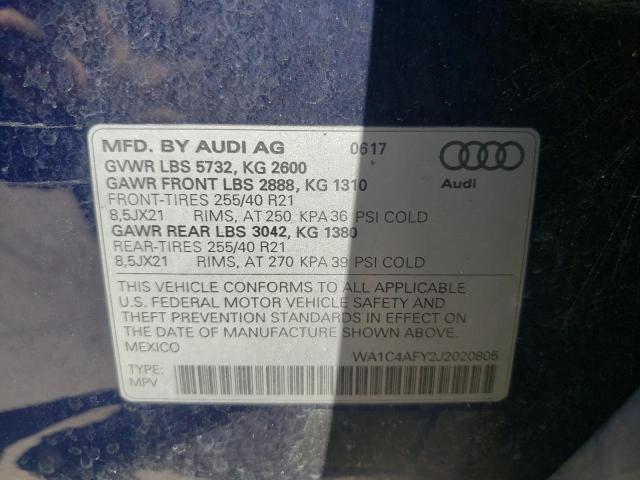 MFD. BY AUDI AG 0617
GVWR LBS 5732, KG 2600
GAWR FRONT LBS 2888, KG 1310
FRONT-TIRES 255/40 R21
8,5JX21 RIMS, AT 250 KPA 36 PSI COLD
GAWR REAR LBS 3042, KG 1380
REAR-TIRES 255/40 R21
8,5JX21 RIMS, AT 270 KPA 39 PSI COLD
Audi
THIS VEHICLE CONFORMS TO ALL APPLICABLE
U.S. FEDERAL MOTOR VEHICLE SAFETY AND
THEFT PREVENTION STANDARDS IN EFFECT ON
THE DATE OF MANUFACTURE SHOWN ABOVE.
MEXICO WA1C4AFY2J2020805
TYPE:
MPV